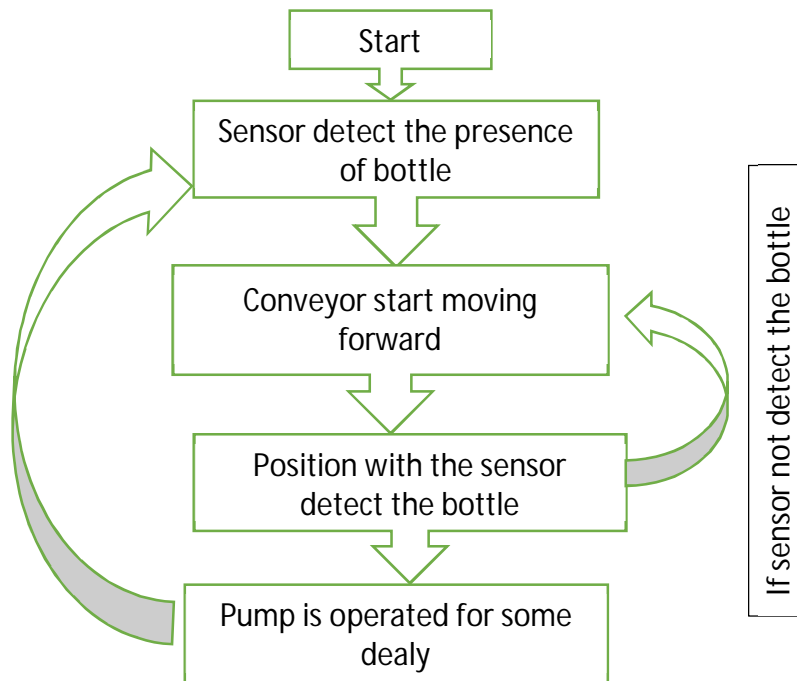 Start
Sensor detect the presence
of bottle
Conveyor start moving
forward
If sensor not detect the bottle
Position with the sensor
detect the bottle
Pump is operated for some
dealy